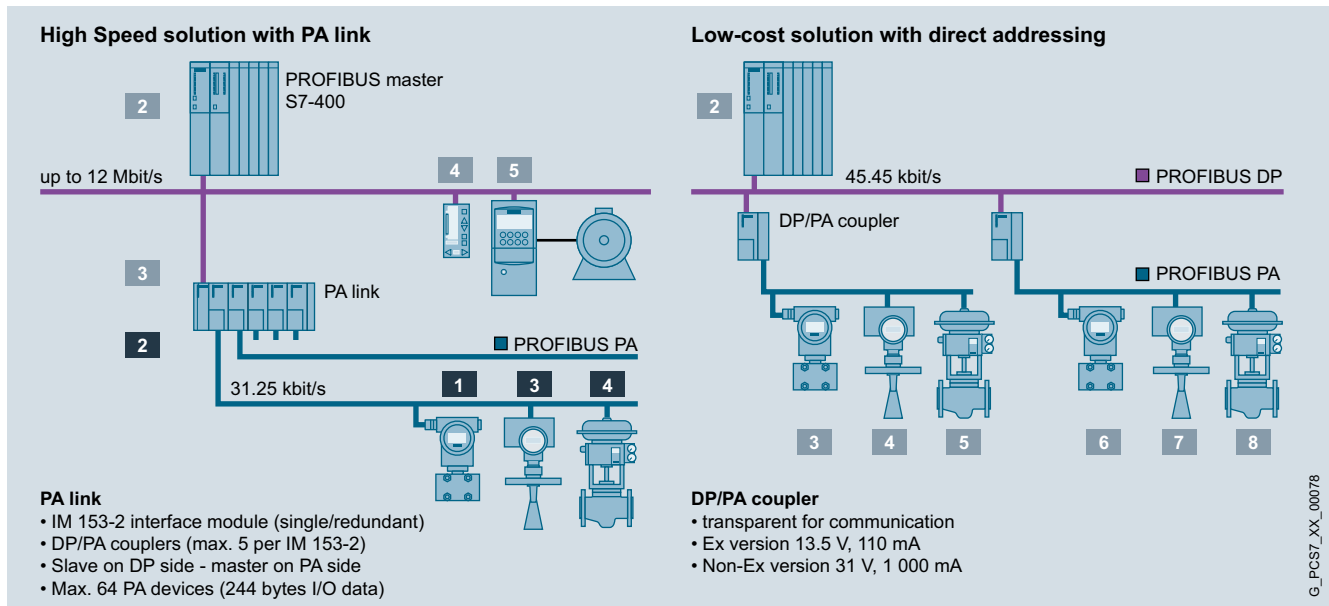 High Speed solution with PA link
PROFIBUS master
S7-400
2
up to 12 Mbit/s
4
5
3
PA link
2
PROFIBUS PA
31.25 kbit/s
1
3
4
PA link
• IM 153-2 interface module (single/redundant)
• DP/PA couplers (max. 5 per IM 153-2)
• Slave on DP side - master on PA side
• Max. 64 PA devices (244 bytes I/O data)
Low-cost solution with direct addressing
2
45.45 kbit/s
PROFIBUS DP
DP/PA coupler
PROFIBUS PA
3
4
5
6
7
8
DP/PA coupler
• transparent for communication
• Ex version 13.5 V, 110 mA
• Non-Ex version 31 V, 1 000 mA
G_PCS7_XX_00078